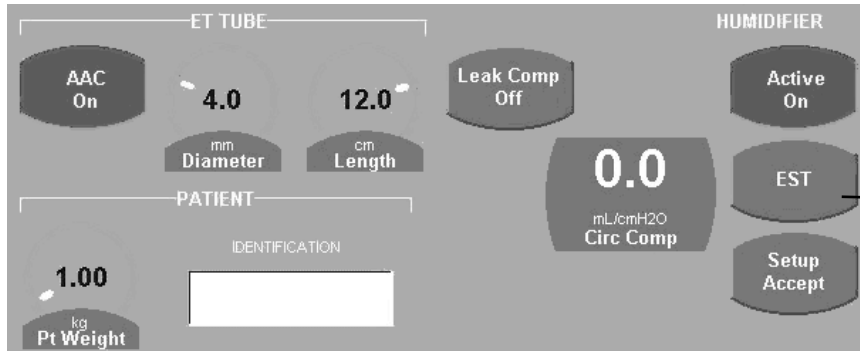 ET TUBE
HUMIDIFIER
AAC
On
4.0
mm
Diameter
12.0
cm
Length
Leak Comp
Off
Active
On
0.0
mL/cmH2O
Circ Comp
EST
PATIENT
IDENTIFICATION
1.00
kg
Pt Weight
Setup
Accept